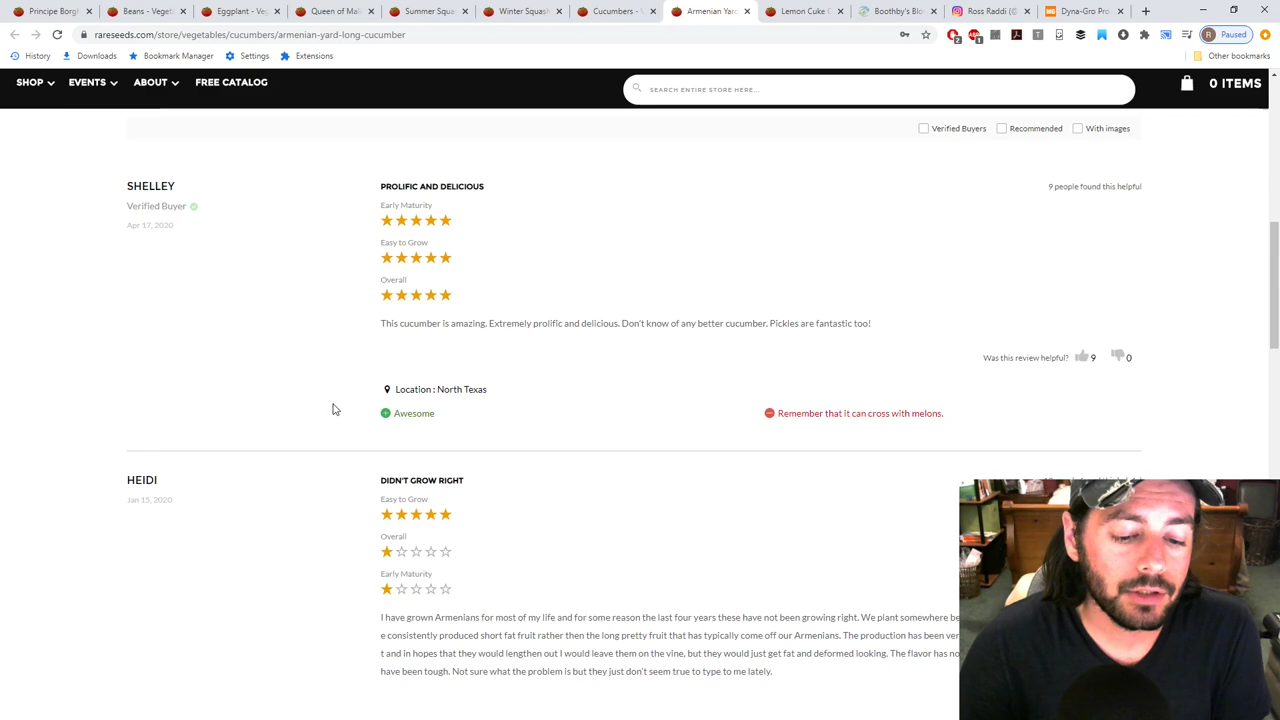 Principe Borgh
Beans - Veget
Eggplant - Veg
Queen of Mal
Summer Squa
Winter Squas
Cucumbers - V
Armenian Yard
Lemon Cuke C
Boothby's Blo
Ross Raddi (@
Dyna-Gro Pro
rareseeds.com/store/vegetables/cucumbers/armenian-yard-long-cucumber
2
1
R Paused
History
Downloads
Bookmark Manager
Settings
Extensions
Other bookmarks
SHOP
EVENTS
ABOUT
FREE CATALOG
SEARCH ENTIRE STORE HERE...
0 ITEMS
Verified Buyers
Recommended
With images
SHELLEY
Verified Buyer
Apr 17, 2020
PROLIFIC AND DELICIOUS
9 people found this helpful
Early Maturity
Easy to Grow
Overall
This cucumber is amazing. Extremely prolific and delicious. Don't know of any better cucumber. Pickles are fantastic too!
Was this review helpful? 9 0
Location : North Texas
Awesome
Remember that it can cross with melons.
HEIDI
Jan 15, 2020
DIDN'T GROW RIGHT
Easy to Grow
Overall
Early Maturity
I have grown Armenians for most of my life and for some reason the last four years these have not been growing right. We plant somewhere be
e consistently produced short fat fruit rather then the long pretty fruit that has typically come off our Armenians. The production has been ver
t and in hopes that they would lengthen out I would leave them on the vine, but they would just get fat and deformed looking. The flavor has no
have been tough. Not sure what the problem is but they just don't seem true to type to me lately.